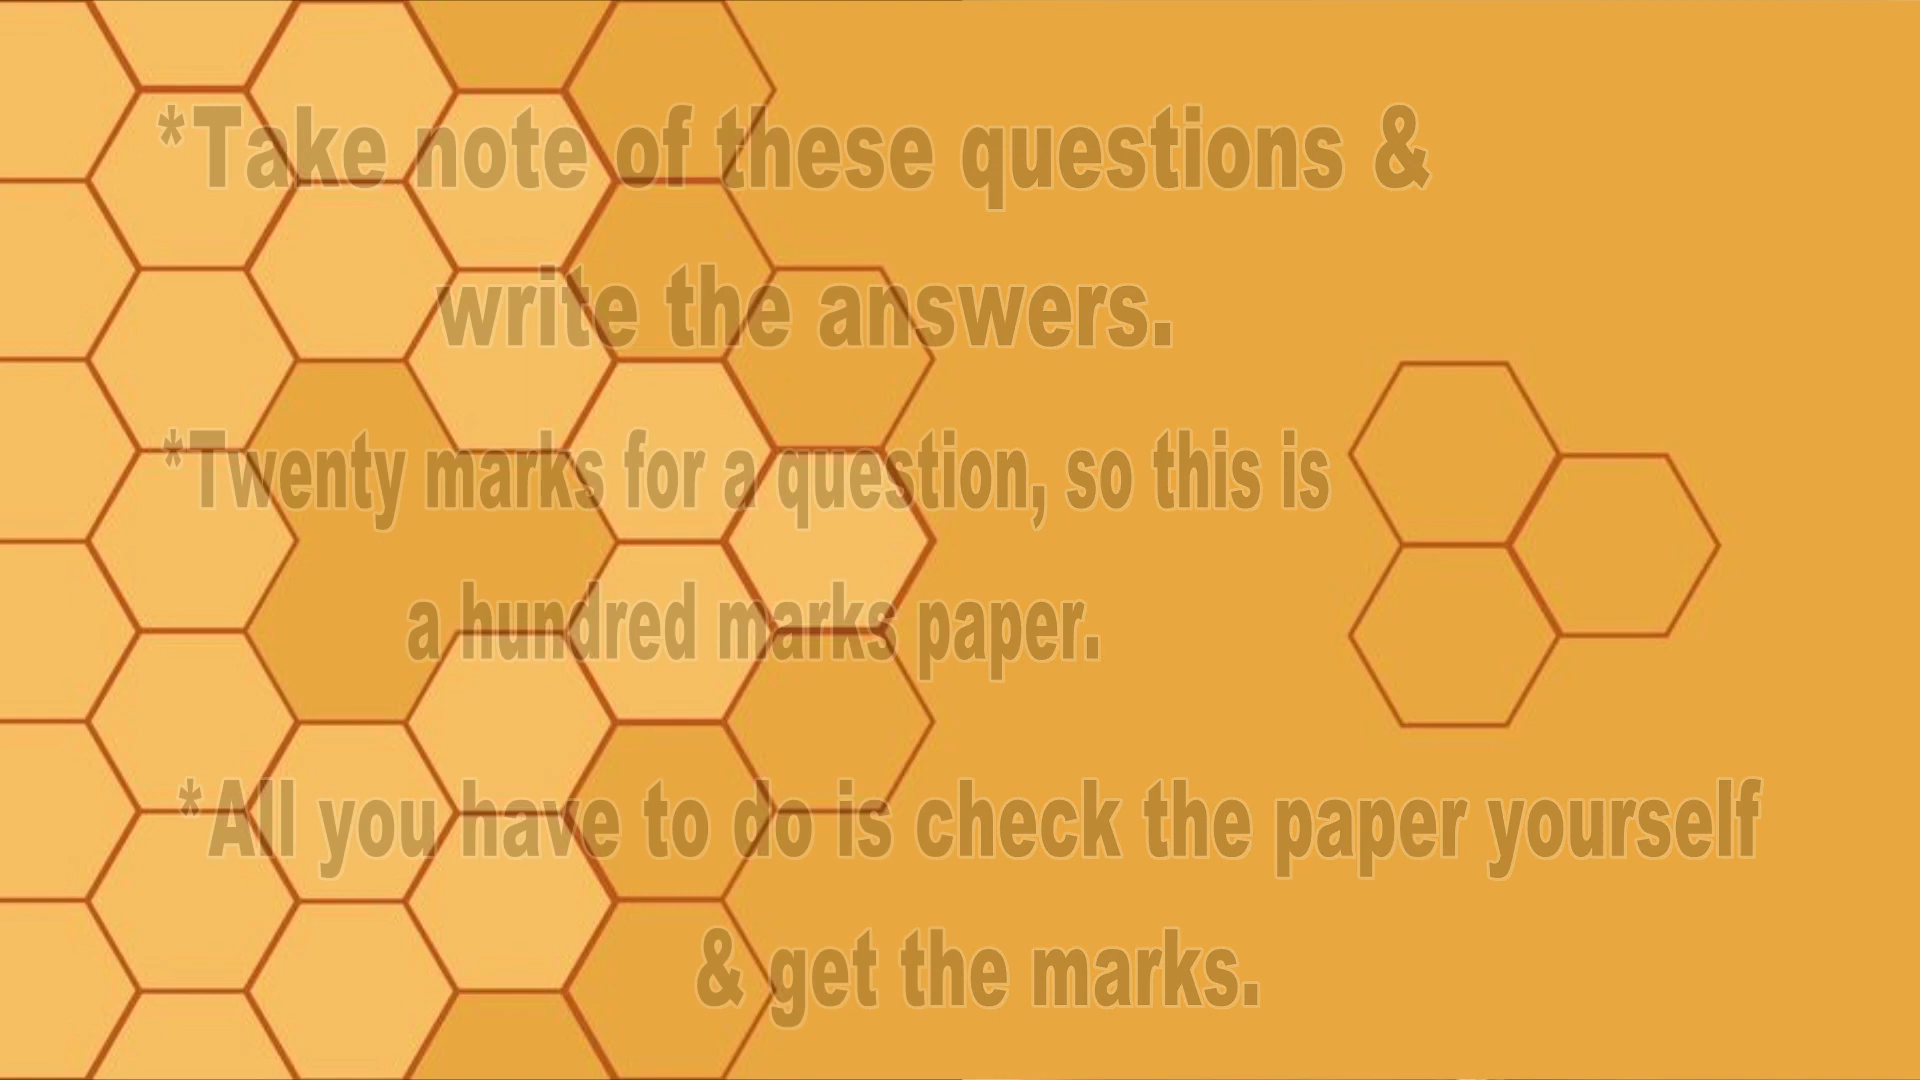 *Take note of these questions &
write the answers.
*Twenty marks for a question, so this is
a hundred marks paper.
*All you have to do is check the paper yourself
& get the marks.